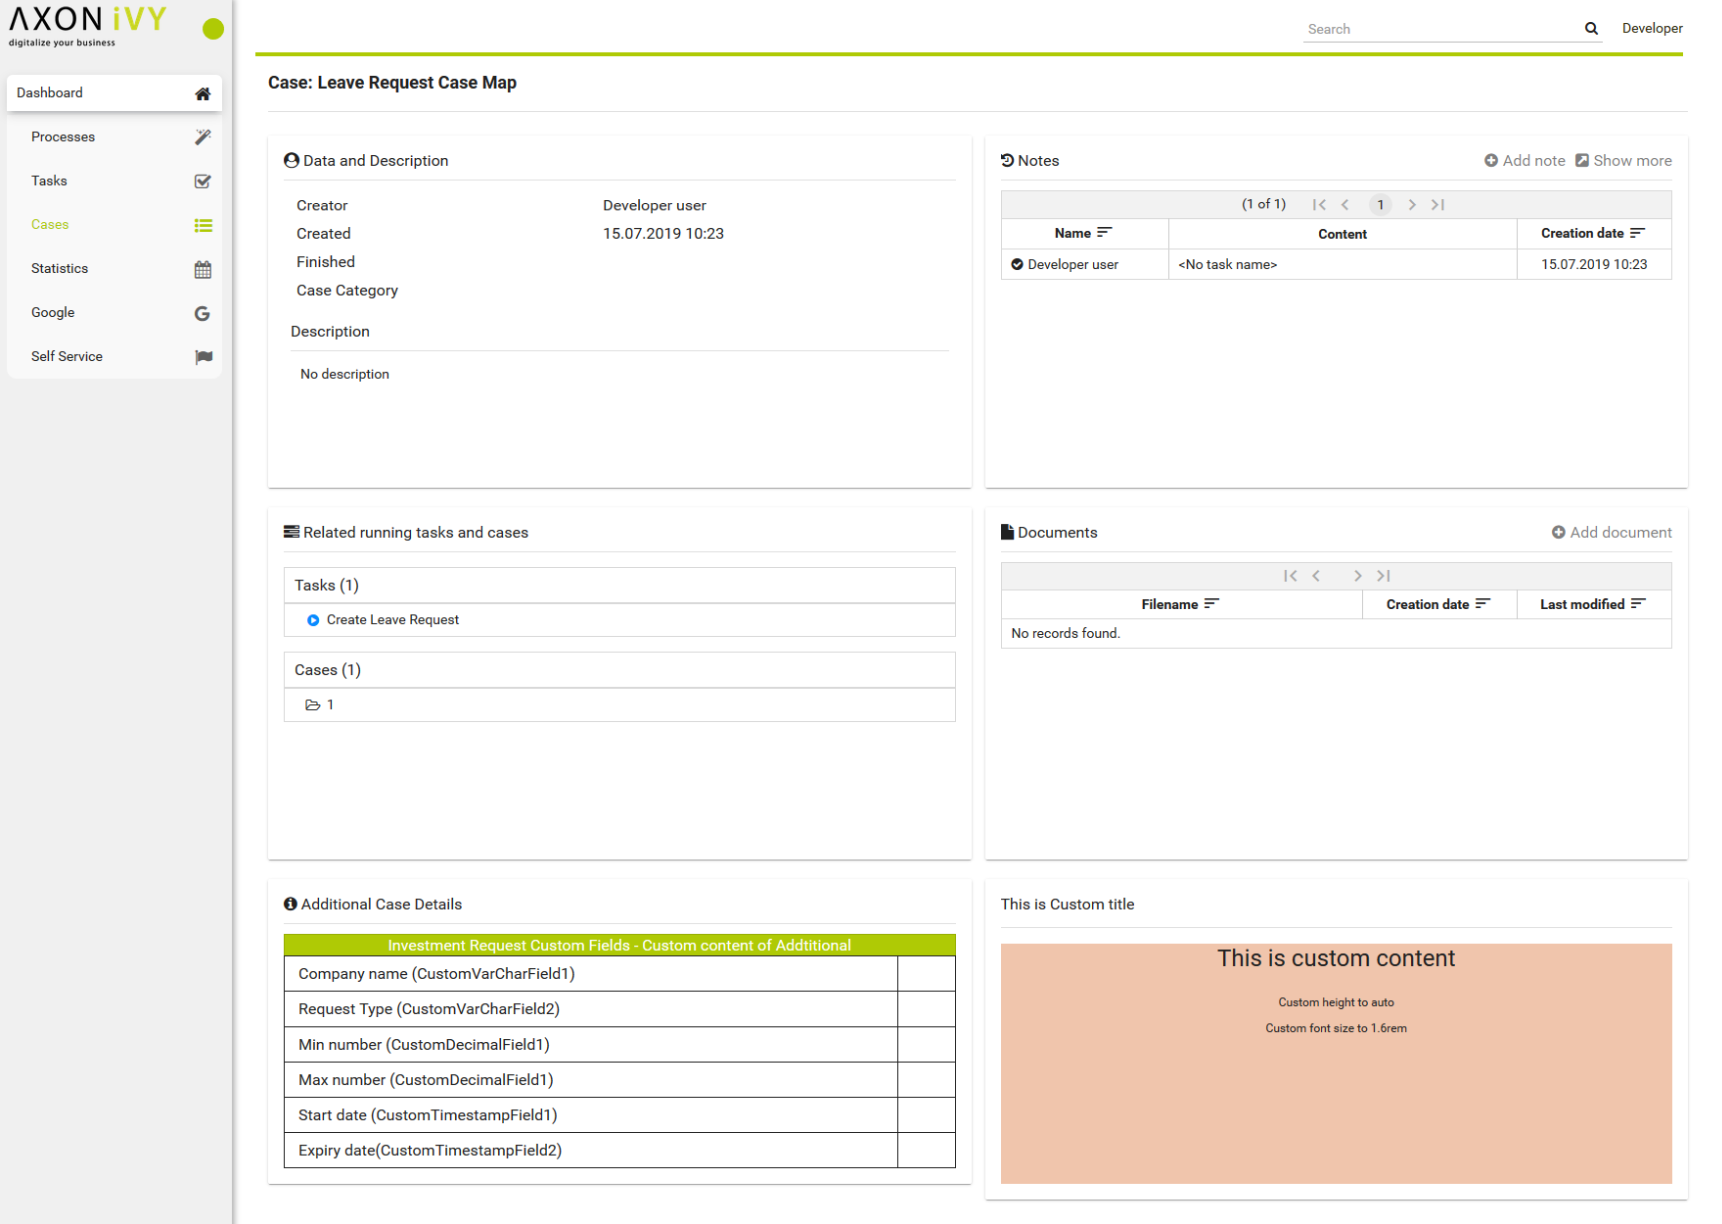 AXON iVY
digitalize your business
Search
Developer
Dashboard
Processes
Tasks
Cases
Statistics
Google
Self Service
Case: Leave Request Case Map
Data and Description
Creator Developer user
Created 15.07.2019 10:23
Finished
Case Category
Description
No description
Notes
Add note Show more
(1 of 1) 1
Name Content Creation date
Developer user <No task name> 15.07.2019 10:23
Related running tasks and cases
Tasks (1)
Create Leave Request
Cases (1)
1
Documents
Add document
Filename Creation date Last modified
No records found.
Additional Case Details
Investment Request Custom Fields - Custom content of Addtitional
Company name (CustomVarCharField1)
Request Type (CustomVarCharField2)
Min number (CustomDecimalField1)
Max number (CustomDecimalField1)
Start date (CustomTimestampField1)
Expiry date(CustomTimestampField2)
This is Custom title
This is custom content
Custom height to auto
Custom font size to 1.6rem